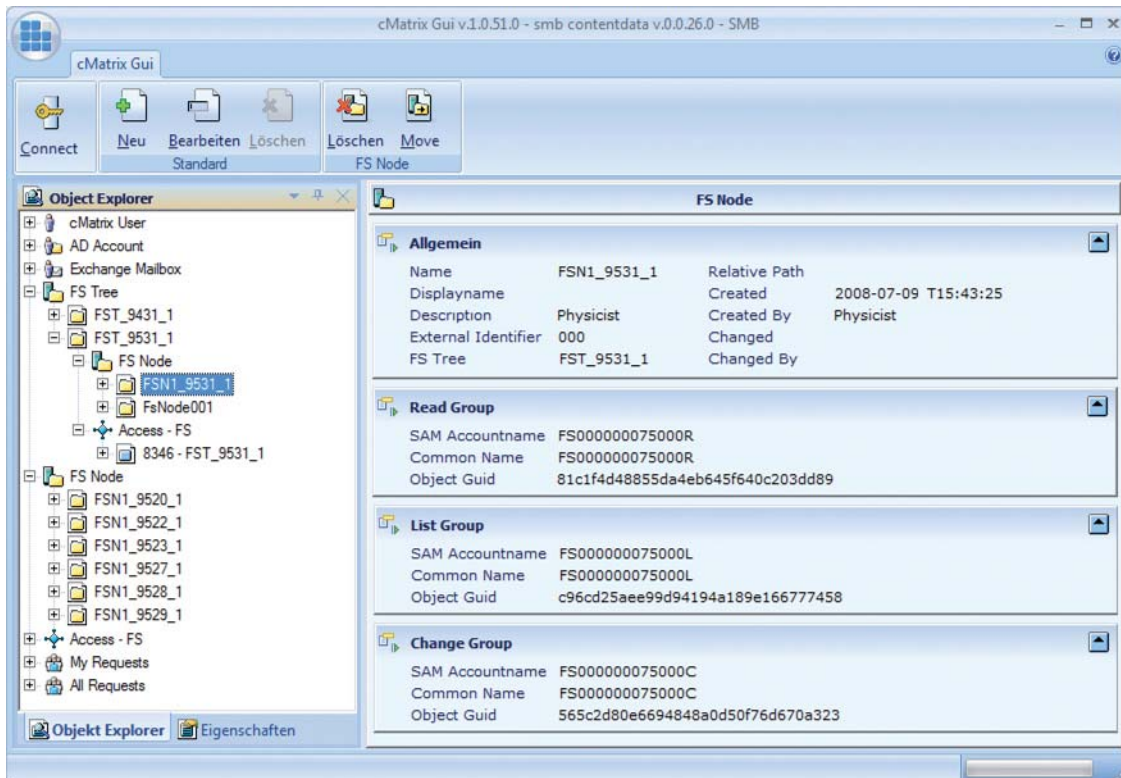 cMatrix Gui v.1.0.51.0 - smb contentdata v.0.0.26.0 - SMB
cMatrix Gui
Connect
Neu Bearbeiten Löschen
Standard
Löschen Move
FS Node
Object Explorer
cMatrix User
AD Account
Exchange Mailbox
FS Tree
FST_9431_1
FST_9531_1
FS Node
FSN1_9531_1
FsNode001
Access - FS
8346 - FST_9531_1
FS Node
FSN1_9520_1
FSN1_9522_1
FSN1_9523_1
FSN1_9527_1
FSN1_9528_1
FSN1_9529_1
Access - FS
My Requests
All Requests
Objekt Explorer Eigenschaften
FS Node
Allgemein
Name FSN1_9531_1 Relative Path
Displayname Created 2008-07-09 T15:43:25
Description Physicist Created By Physicist
External Identifier 000 Changed
FS Tree FST_9531_1 Changed By
Read Group
SAM Accountname FS000000075000R
Common Name FS000000075000R
Object Guid 81c1f4d48855da4eb645f640c203dd89
List Group
SAM Accountname FS000000075000L
Common Name FS000000075000L
Object Guid c96cd25aee99d94194a189e166777458
Change Group
SAM Accountname FS000000075000C
Common Name FS000000075000C
Object Guid 565c2d80e6694848a0d50f76d670a323